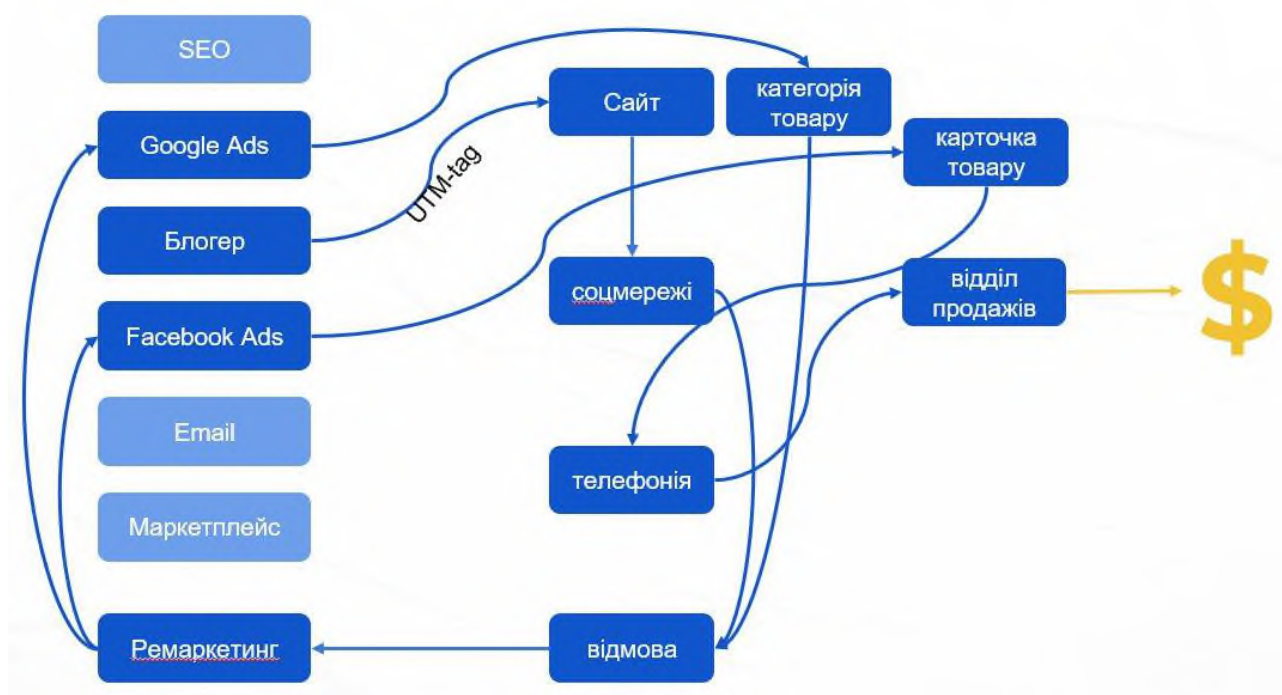 SEO
Google Ads
Блогер
Facebook Ads
Email
Маркетплейс
Ремаркетинг
UTM-tag
Сайт
соцмережі
телефонія
відмова
категорія
товару
карточка
товару
відділ
продажів
$